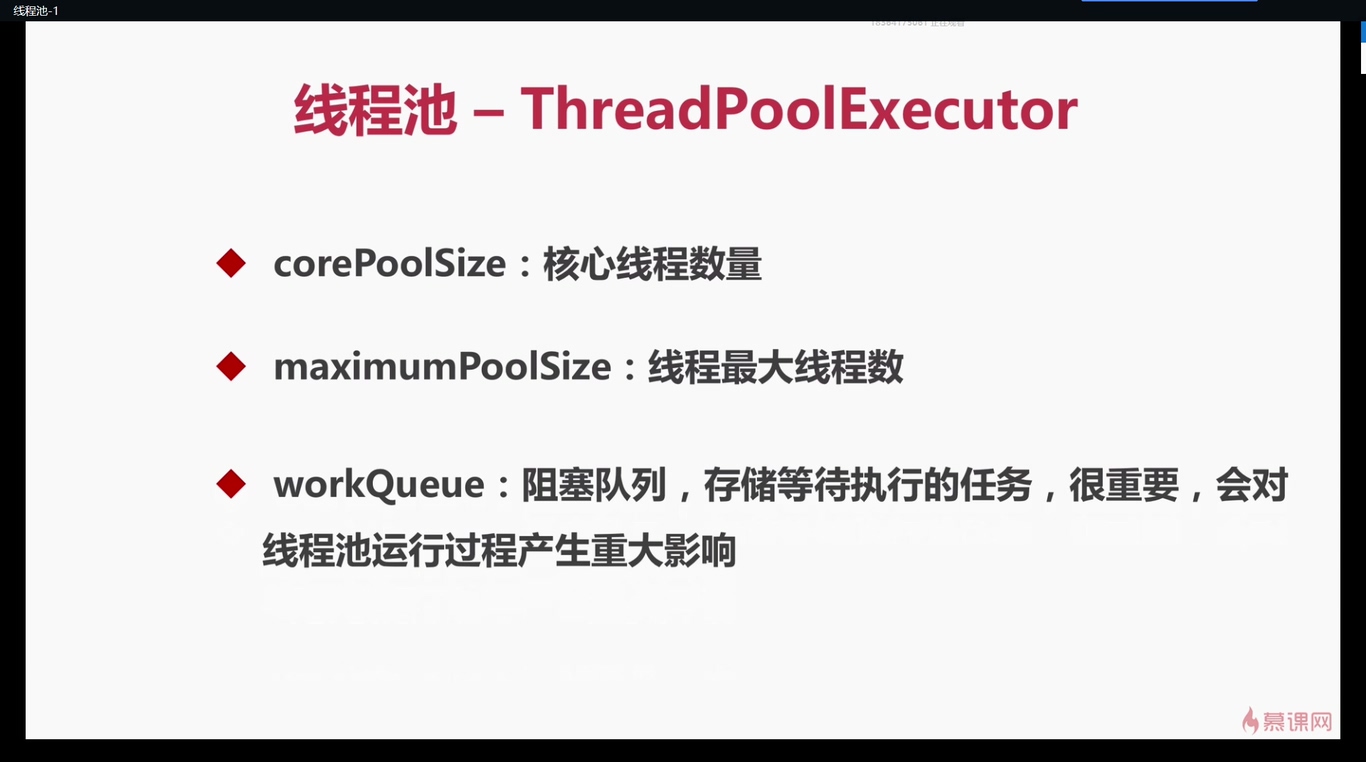 线程池-1
线程池 – ThreadPoolExecutor
corePoolSize：核心线程数量
maximumPoolSize：线程最大线程数
workQueue：阻塞队列，存储等待执行的任务，很重要，会对
线程池运行过程产生重大影响
慕课网